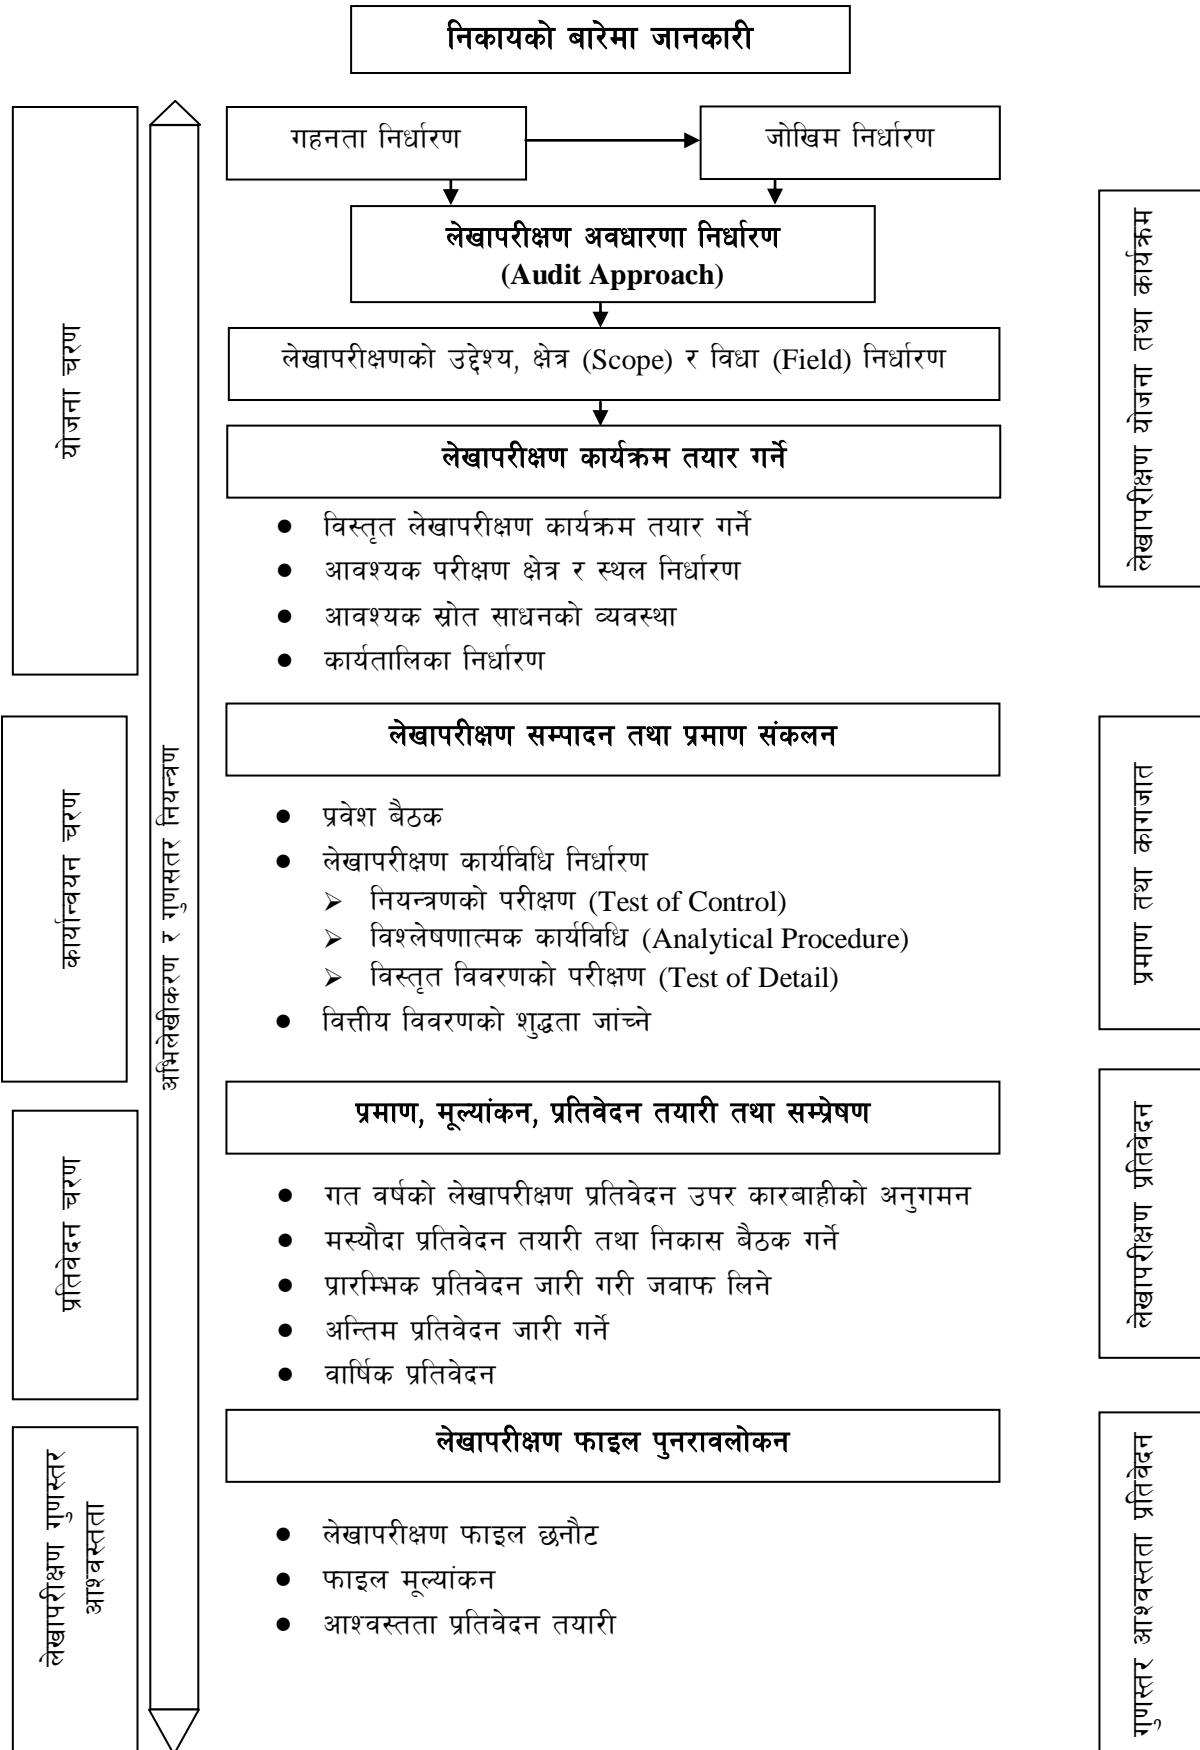 निकायको बारेमा जानकारी
गहनता निर्धारण
जोखिम निर्धारण
लेखापरीक्षण अवधारणा निर्धारण
(Audit Approach)
लेखापरीक्षणको उद्देश्य, क्षेत्र (Scope) र विधा (Field) निर्धारण
लेखापरीक्षण कार्यक्रम तयार गर्ने
● विस्तृत लेखापरीक्षण कार्यक्रम तयार गर्ने
● आवश्यक परीक्षण क्षेत्र र स्थल निर्धारण
● आवश्यक स्रोत साधनको व्यवस्था
● कार्यतालिका निर्धारण
योजना चरण
लेखापरीक्षण योजना तथा कार्यक्रम
अभिलेखीकरण र गुणसतर नियन्त्रण
लेखापरीक्षण सम्पादन तथा प्रमाण संकलन
● प्रवेश बैठक
● लेखापरीक्षण कार्यविधि निर्धारण
➢ नियन्त्रणको परीक्षण (Test of Control)
➢ विश्लेषणात्मक कार्यविधि (Analytical Procedure)
➢ विस्तृत विवरणको परीक्षण (Test of Detail)
● वित्तीय विवरणको शुद्धता जांच्ने
कार्यान्वयन चरण
प्रमाण तथा कागजात
प्रमाण, मूल्यांकन, प्रतिवेदन तयारी तथा सम्प्रेषण
● गत वर्षको लेखापरीक्षण प्रतिवेदन उपर कारबाहीको अनुगमन
● मस्यौदा प्रतिवेदन तयारी तथा निकास बैठक गर्ने
● प्रारम्भिक प्रतिवेदन जारी गरी जवाफ लिने
● अन्तिम प्रतिवेदन जारी गर्ने
● वार्षिक प्रतिवेदन
प्रतिवेदन चरण
लेखापरीक्षण प्रतिवेदन
लेखापरीक्षण फाइल पुनरावलोकन
● लेखापरीक्षण फाइल छनौट
● फाइल मूल्यांकन
● आश्वस्तता प्रतिवेदन तयारी
लेखापरीक्षण गुणस्तर
आश्वस्तता
गुणस्तर आश्वस्तता प्रतिवेदन